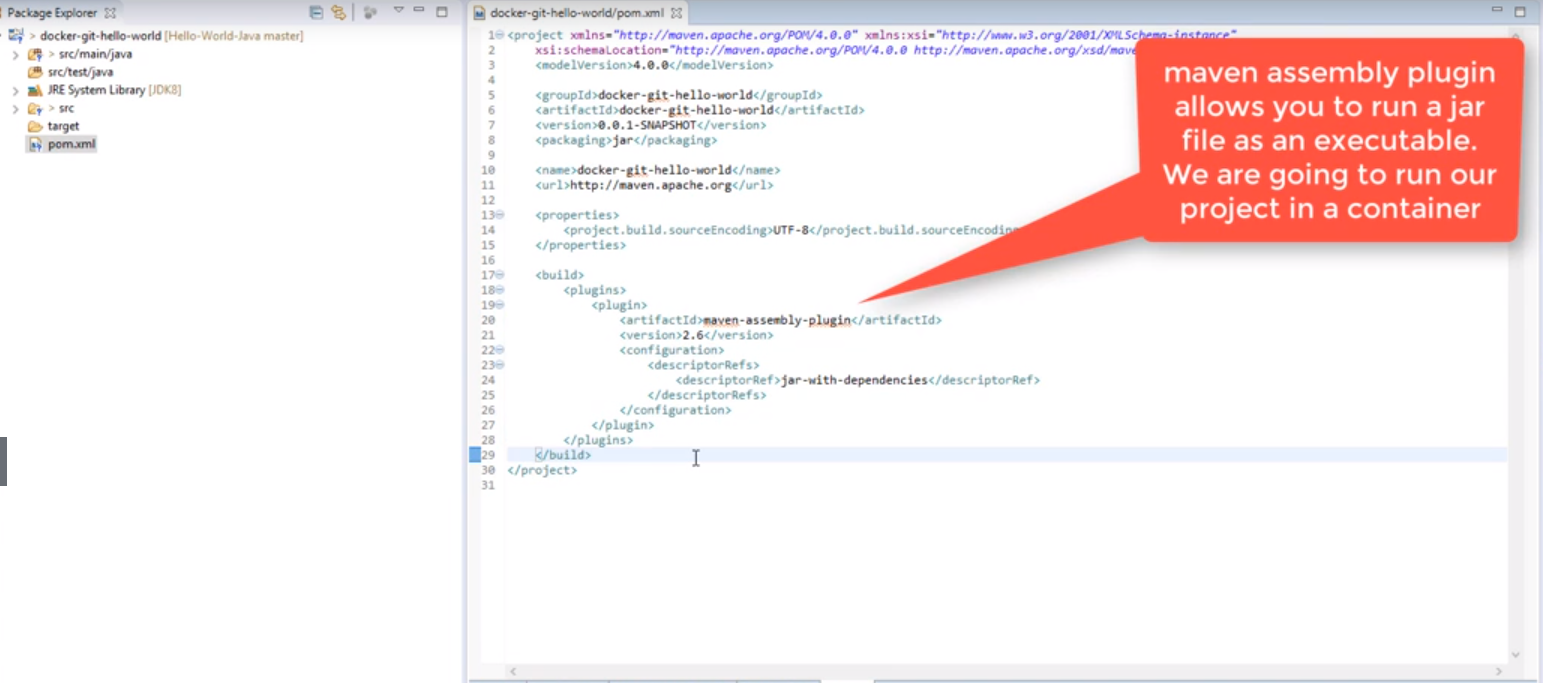 Package Explorer
docker-git-hello-world [Hello-World-Java master]
src/main/java
src/test/java
JRE System Library [JDK8]
src
target
pom.xml
docker-git-hello-world/pom.xml
1 <project xmlns="http://maven.apache.org/POM/4.0.0" xmlns:xsi="http://www.w3.org/2001/XMLSchema-instance"
2 xsi:schemaLocation="http://maven.apache.org/POM/4.0.0 http://maven.apache.org/xsd/mave
3 <modelVersion>4.0.0</modelVersion>
4
5 <groupId>docker-git-hello-world</groupId>
6 <artifactId>docker-git-hello-world</artifactId>
7 <version>0.0.1-SNAPSHOT</version>
8 <packaging>jar</packaging>
9
10 <name>docker-git-hello-world</name>
11 <url>http://maven.apache.org</url>
12
13 <properties>
14 <project.build.sourceEncoding>UTF-8</project.build.sourceEncoding
15 </properties>
16
17 <build>
18 <plugins>
19 <plugin>
20 <artifactId>maven-assembly-plugin</artifactId>
21 <version>2.6</version>
22 <configuration>
23 <descriptorRefs>
24 <descriptorRef>jar-with-dependencies</descriptorRef>
25 </descriptorRefs>
26 </configuration>
27 </plugin>
28 </plugins>
29 </build>
30 </project>
31
maven assembly plugin
allows you to run a jar
file as an executable.
We are going to run our
project in a container